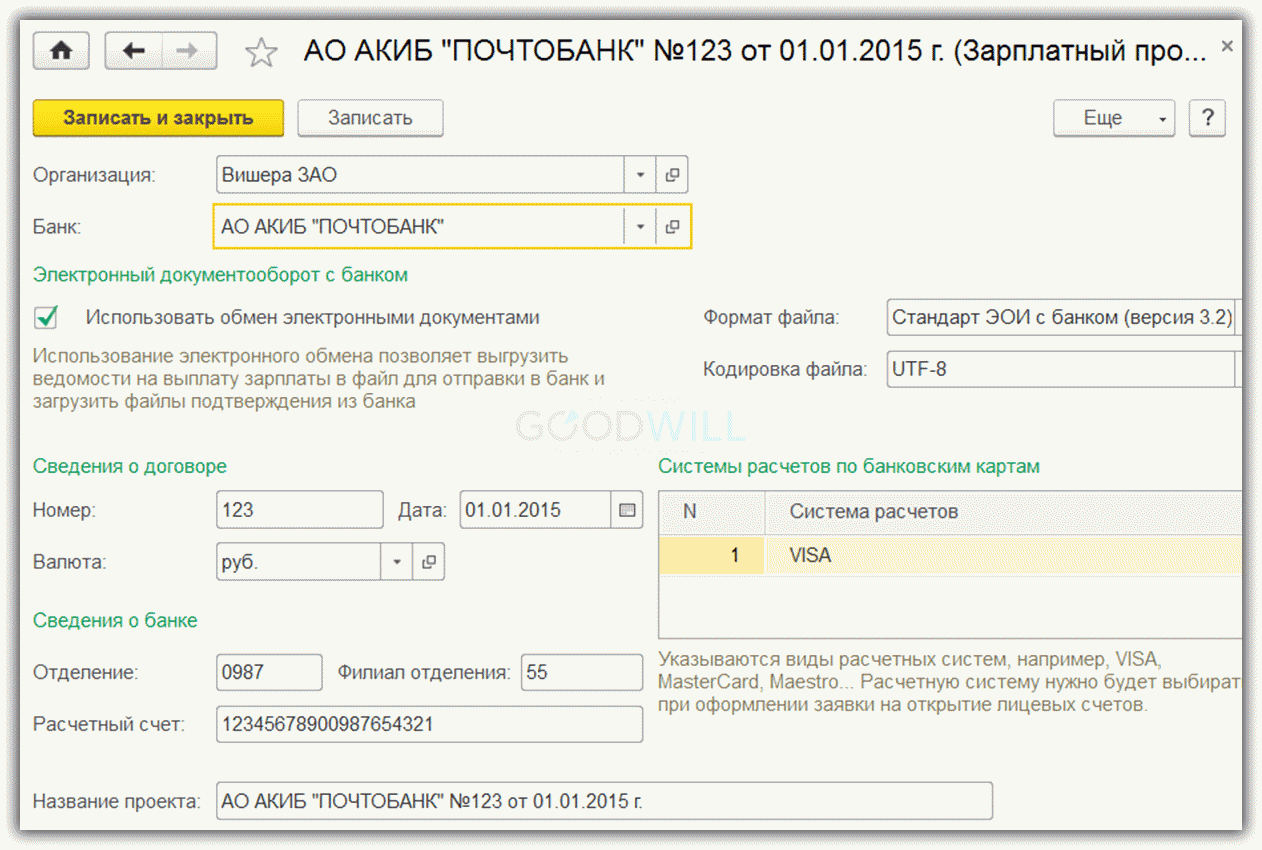 АО АКИБ "ПОЧТОБАНК" №123 от 01.01.2015 г. (Зарплатный про...
Записать и закрыть
Записать
Еще
?
Организация:
Вишера ЗАО
Банк:
АО АКИБ "ПОЧТОБАНК"
Электронный документооборот с банком
Использовать обмен электронными документами
Формат файла:
Стандарт ЭОИ с банком (версия 3.2)
Использование электронного обмена позволяет выгрузить
ведомости на выплату зарплаты в файл для отправки в банк и
загрузить файлы подтверждения из банка
Кодировка файла:
UTF-8
GOODWILL
Сведения о договоре
Номер:
123
Дата:
01.01.2015
Валюта:
руб.
Системы расчетов по банковским картам
N
Система расчетов
1
VISA
Указываются виды расчетных систем, например, VISA,
MasterCard, Maestro... Расчетную систему нужно будет выбират
при оформлении заявки на открытие лицевых счетов.
Сведения о банке
Отделение:
0987
Филиал отделения:
55
Расчетный счет:
12345678900987654321
Название проекта:
АО АКИБ "ПОЧТОБАНК" №123 от 01.01.2015 г.